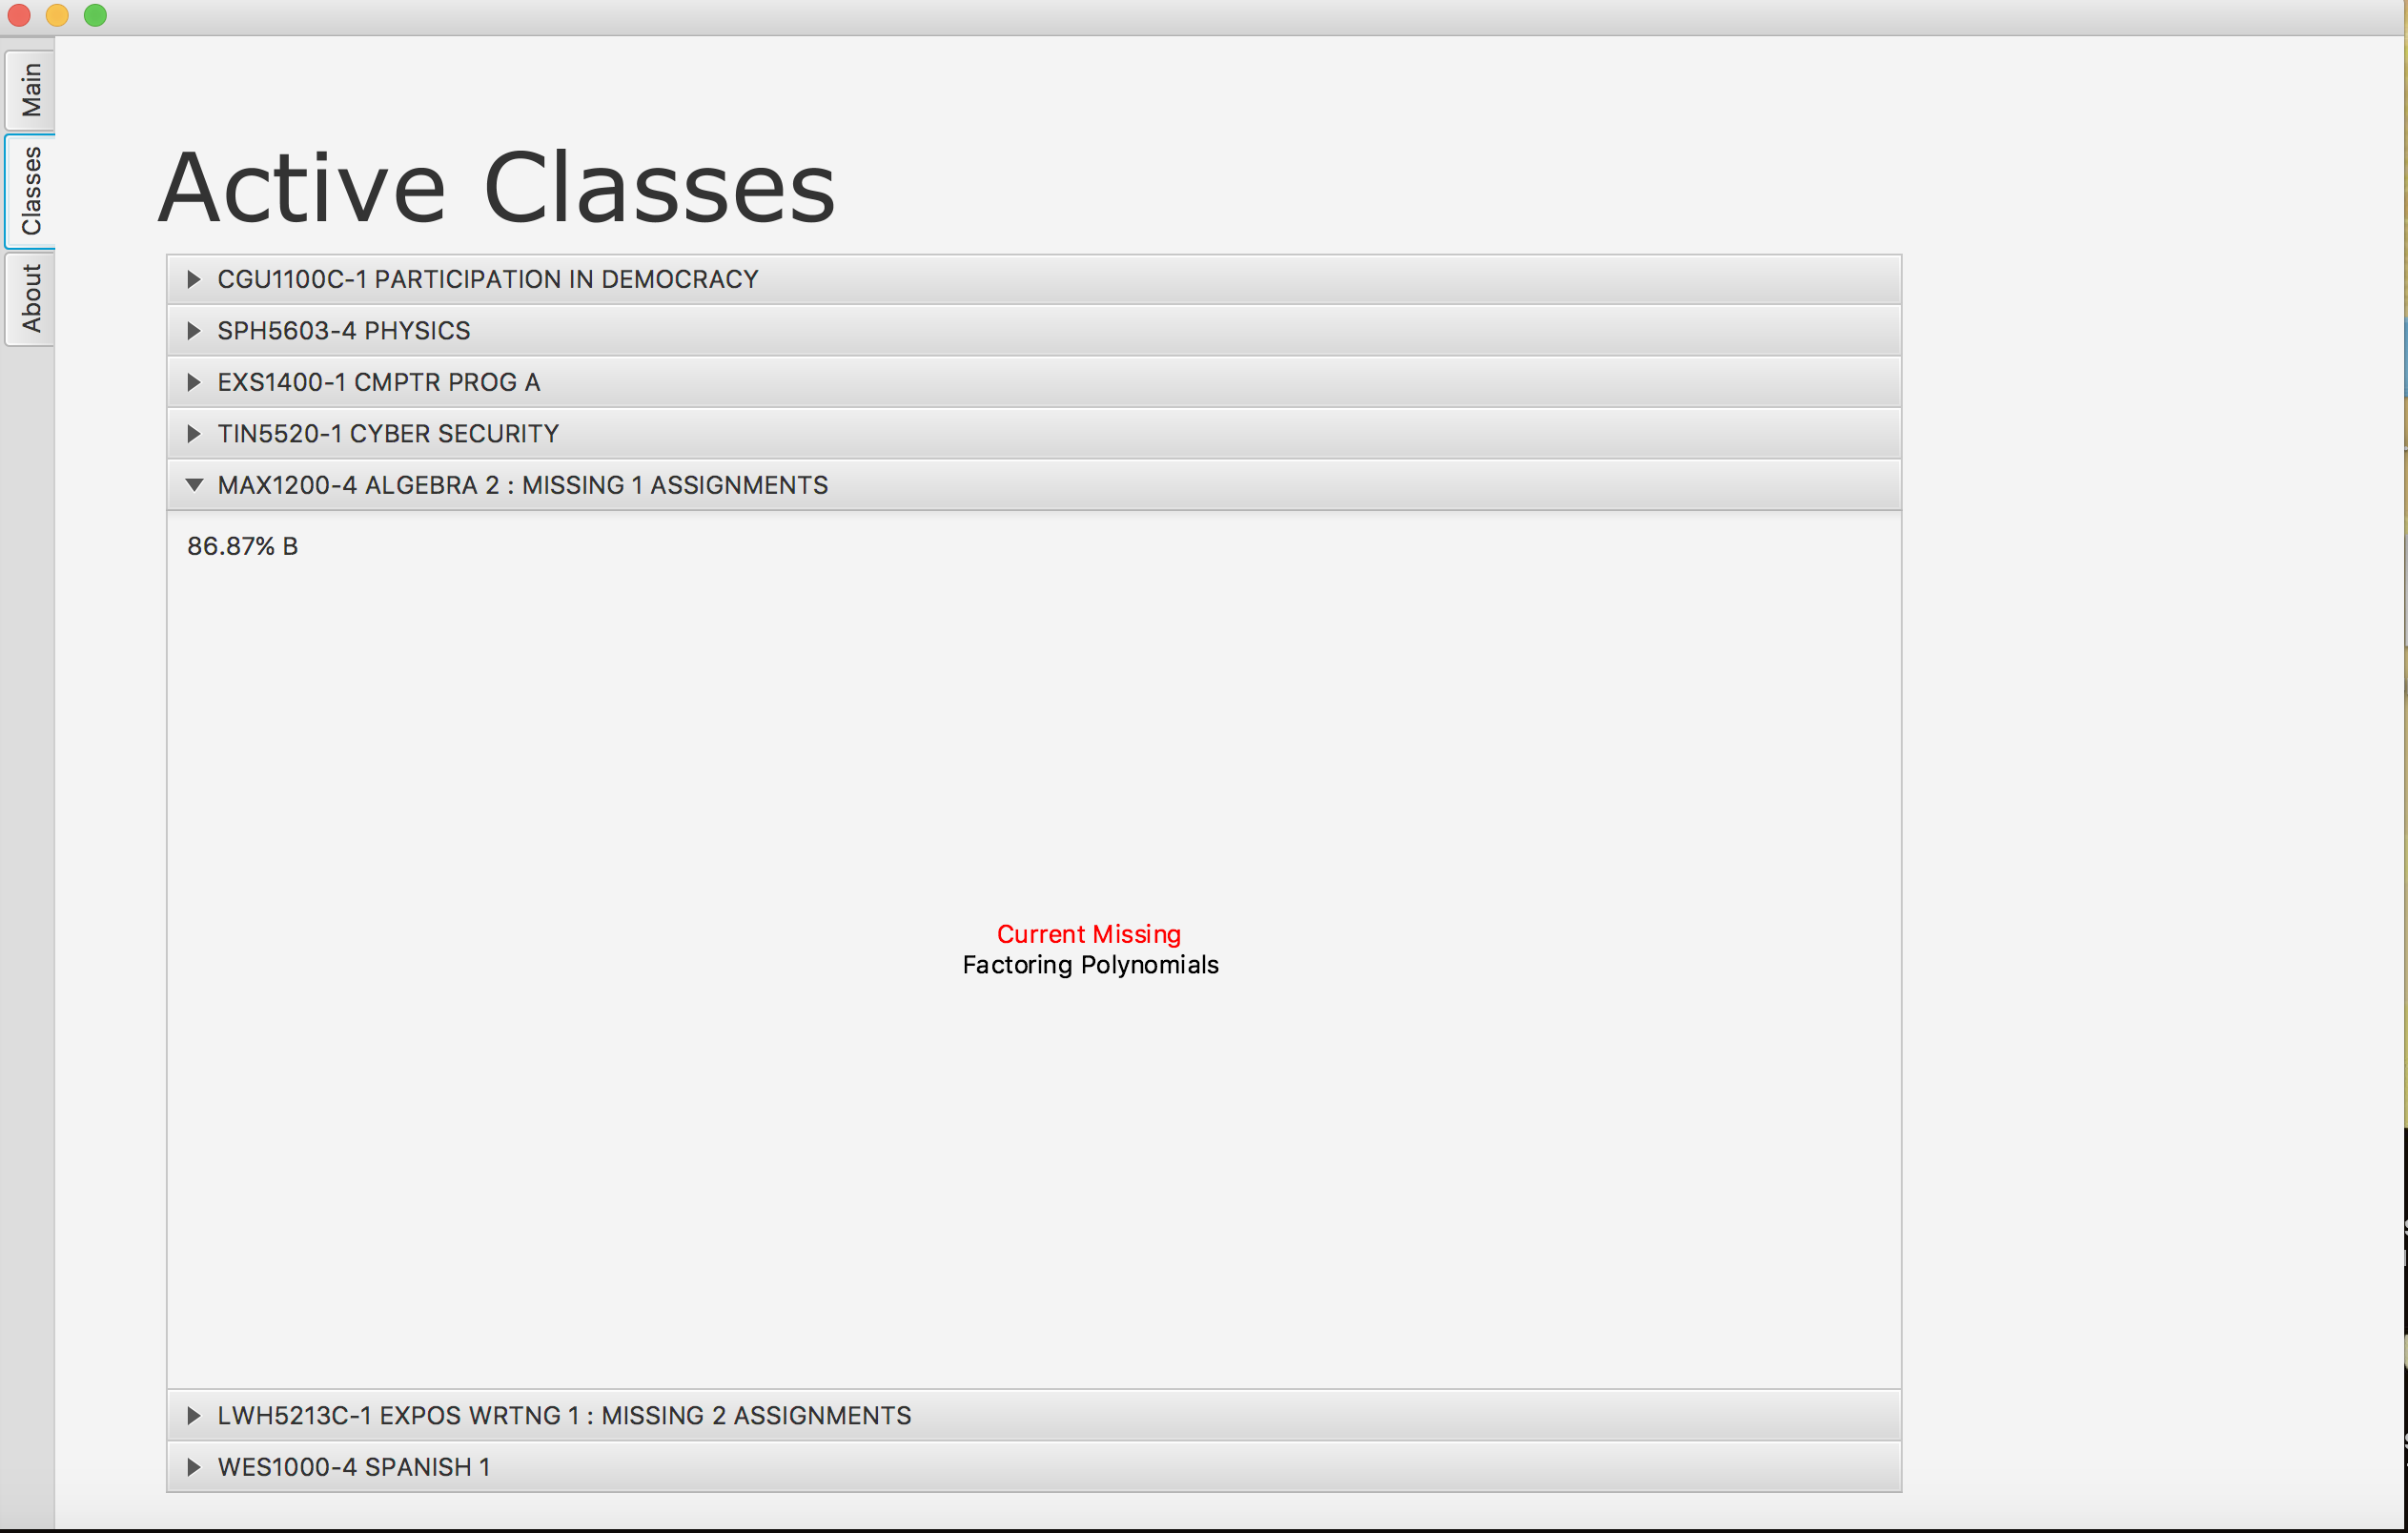 Main
Classes
About
Active Classes
CGU1100C-1 PARTICIPATION IN DEMOCRACY
SPH5603-4 PHYSICS
EXS1400-1 CMPTR PROG A
TIN5520-1 CYBER SECURITY
MAX1200-4 ALGEBRA 2 : MISSING 1 ASSIGNMENTS
86.87% B
Current Missing
Factoring Polynomials
LWH5213C-1 EXPOS WRTNG 1 : MISSING 2 ASSIGNMENTS
WES1000-4 SPANISH 1